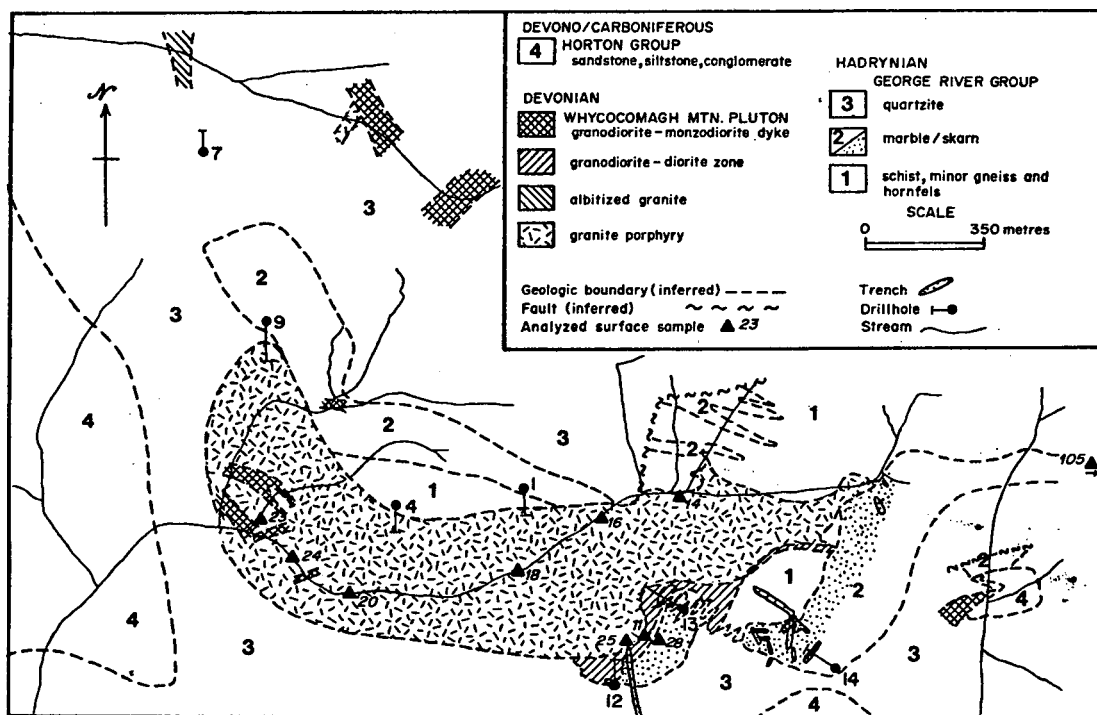 DEVONO/CARBONIFEROUS
4 HORTON GROUP
sandstone, siltstone, conglomerate
DEVONIAN
WHYCOCOMAGH MTN. PLUTON
granodiorite-monzodiorite dyke
granodiorite-diorite zone
albitized granite
granite porphyry
HADRYNIAN
GEORGE RIVER GROUP
3 quartzite
2 marble/skarn
1 schist, minor gneiss and
hornfels
SCALE
0 350 metres
Geologic boundary (inferred)
Fault (inferred)
Analyzed surface sample 23
Trench
Drillhole
Stream
N
7
3
2
3
9
4
2
3
2
1
2
105
1
4
1
14
16
24
18
20
1
2
2
4
4
13
11
25
28
3
3
14
3
12
4